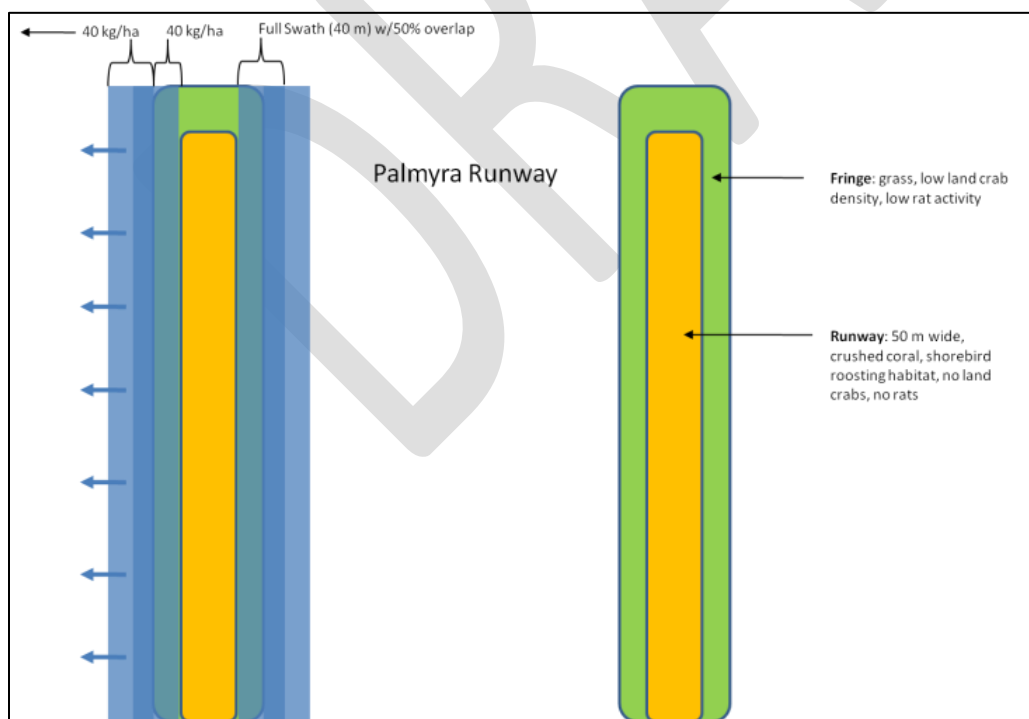 40 kg/ha 40 kg/ha Full Swath (40 m) w/50% overlap
Palmyra Runway
Fringe: grass, low land crab
density, low rat activity
Runway: 50 m wide,
crushed coral, shorebird
roosting habitat, no land
crabs, no rats